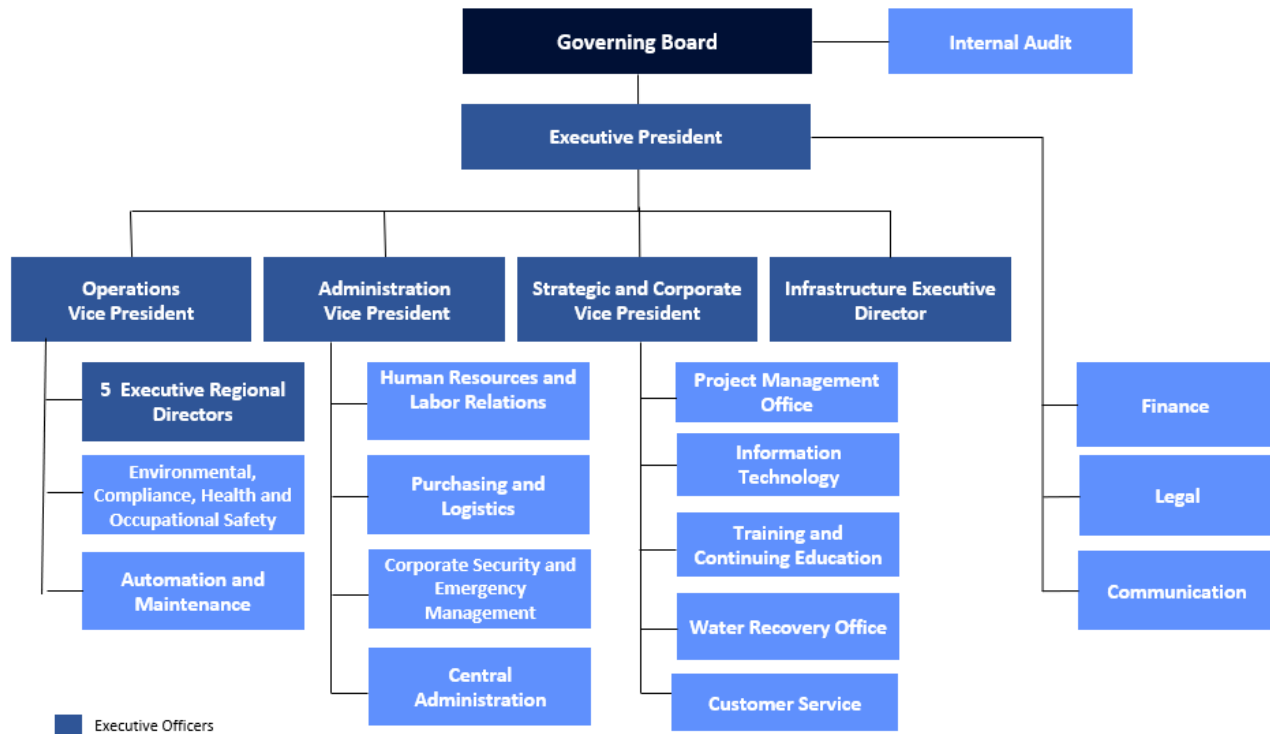 Governing Board
Internal Audit
Executive President
Operations
Vice President
Administration
Vice President
Strategic and Corporate
Vice President
Infrastructure Executive
Director
5 Executive Regional
Directors
Environmental,
Compliance, Health and
Occupational Safety
Automation and
Maintenance
Human Resources and
Labor Relations
Purchasing and
Logistics
Corporate Security and
Emergency
Management
Central
Administration
Project Management
Office
Information
Technology
Training and
Continuing Education
Water Recovery Office
Customer Service
Finance
Legal
Communication
Executive Officers